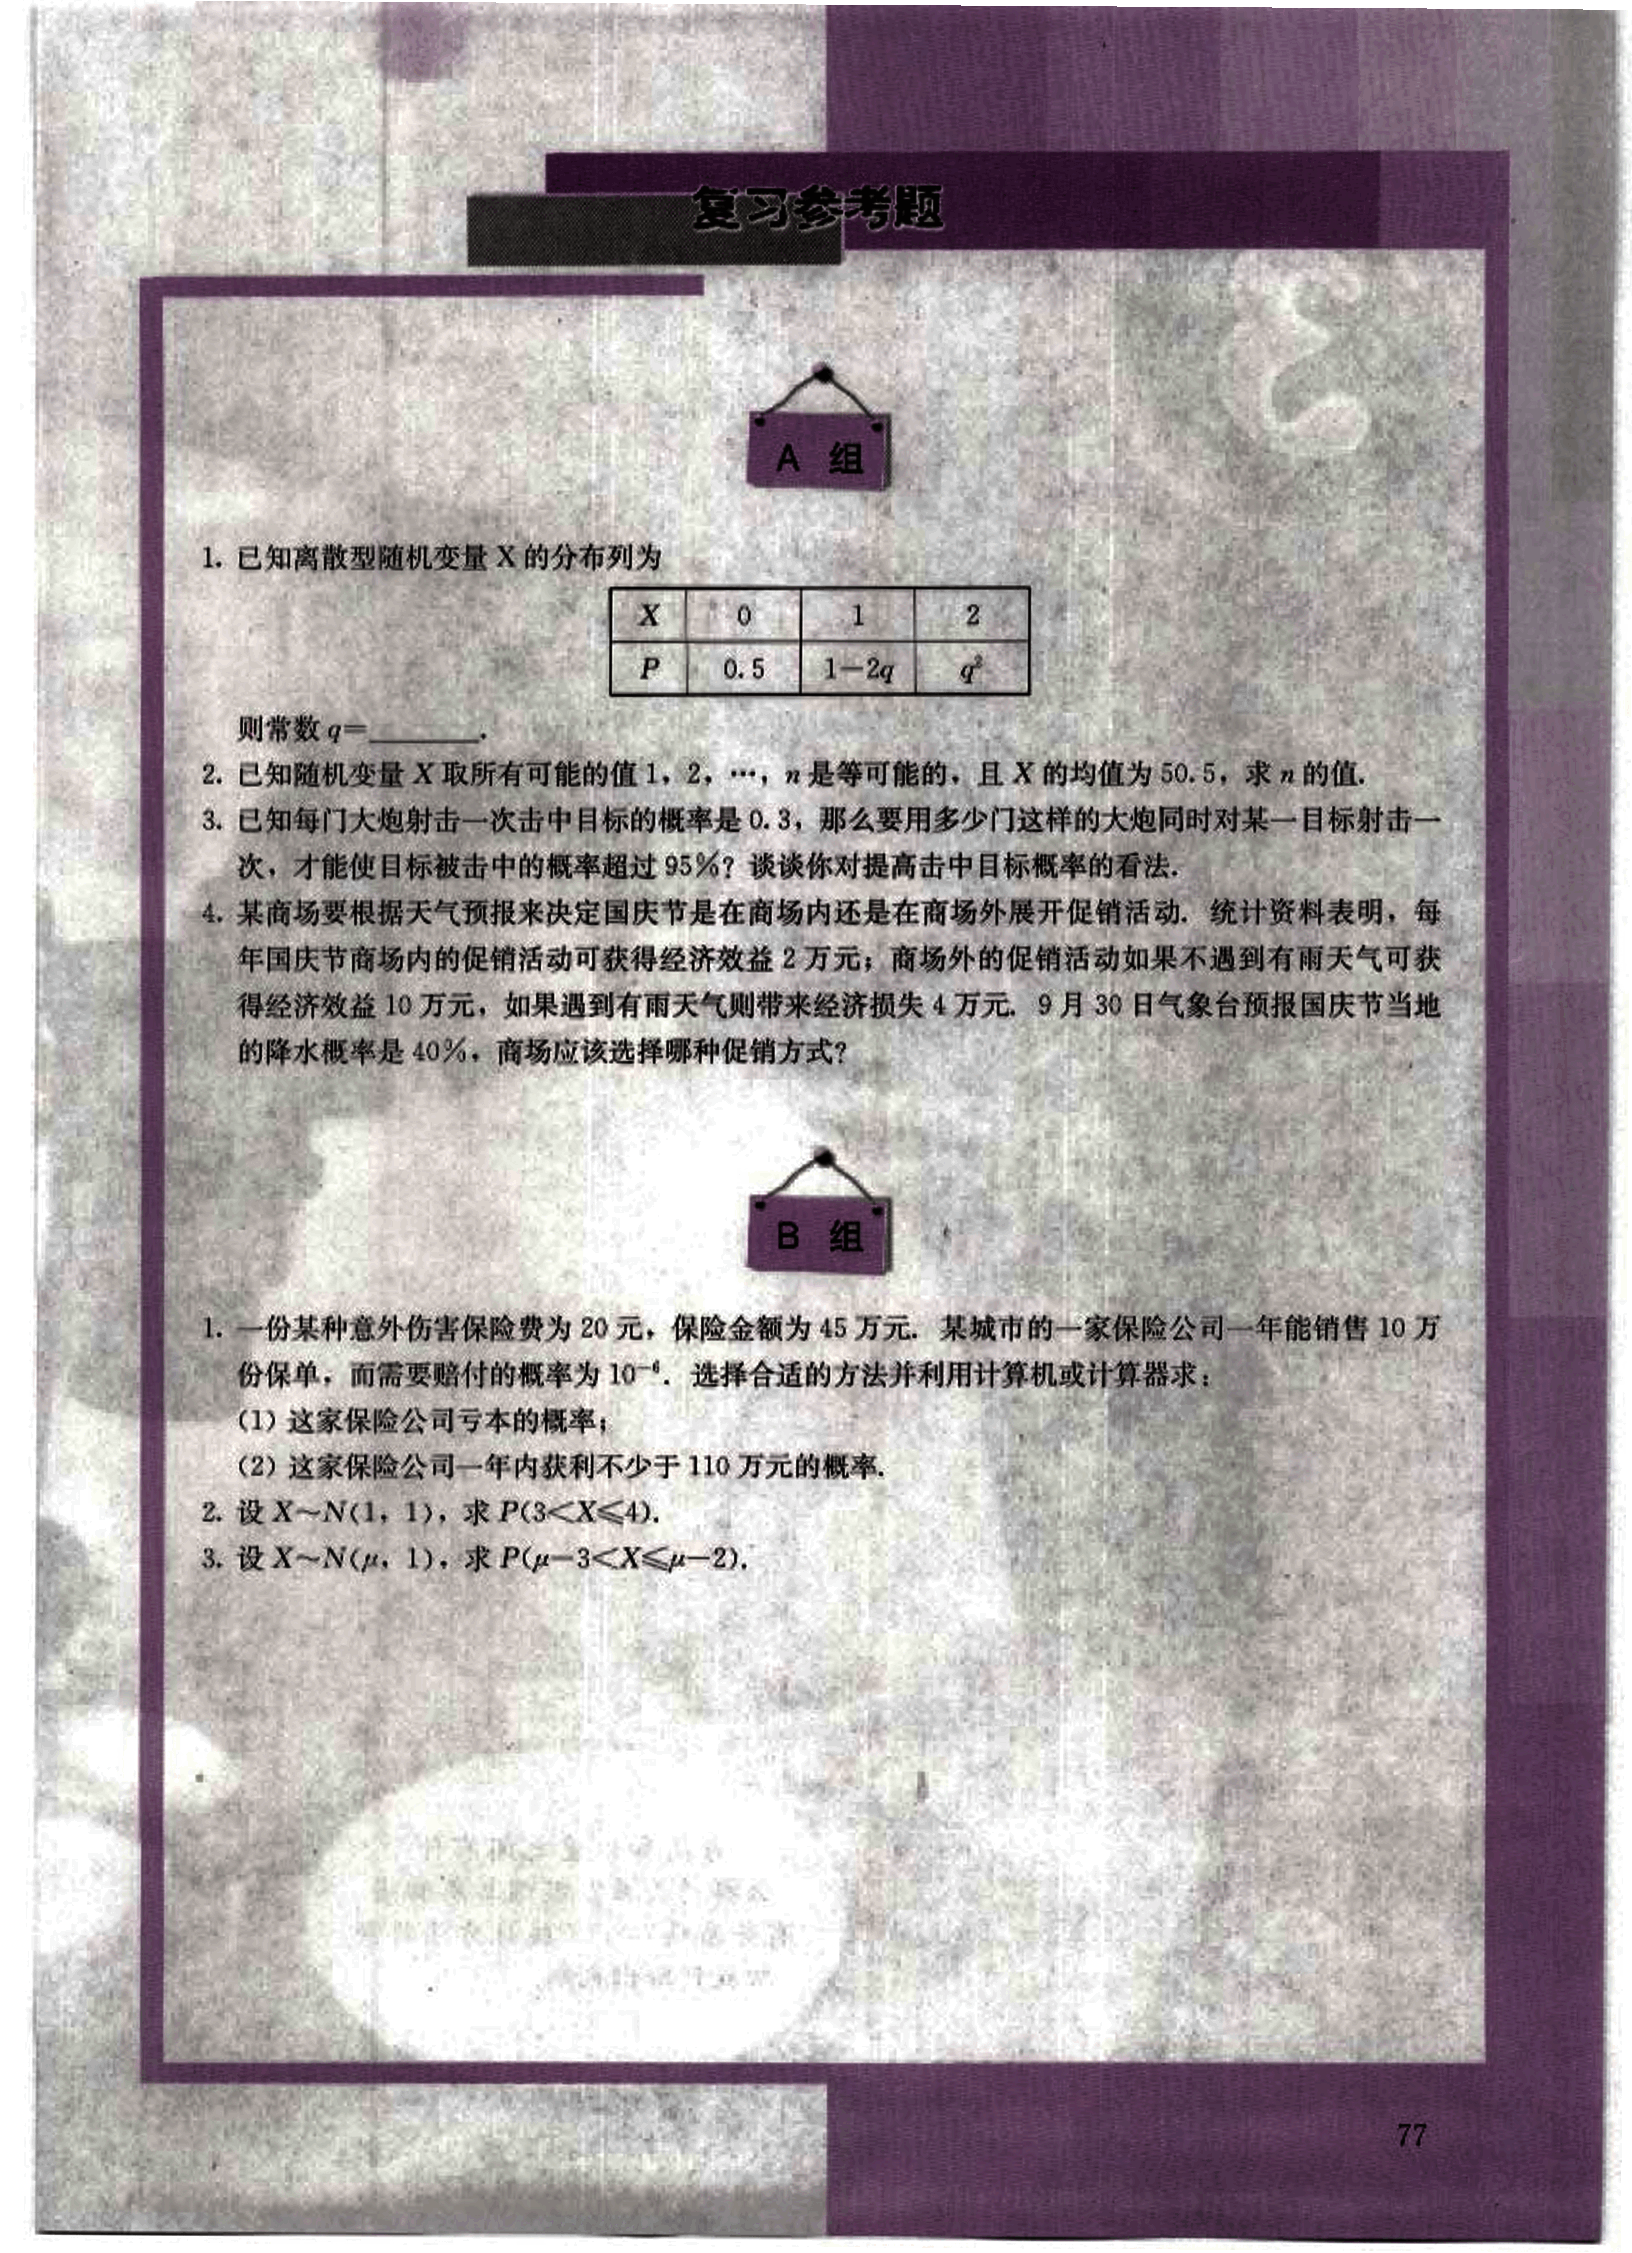 复习参考题
A 组
1. 已知离散型随机变量 X 的分布列为
X 0 1 2
P 0.5 1-2q q²
则常数 q=________.
2. 已知随机变量 X 取所有可能的值 1，2，…，n 是等可能的，且 X 的均值为 50.5，求 n 的值.
3. 已知每门大炮射击一次击中目标的概率是 0.3，那么要用多少门这样的大炮同时对某一目标射击一
次，才能使目标被击中的概率超过 95%？谈谈你对提高击中目标概率的看法.
4. 某商场要根据天气预报来决定国庆节是在商场内还是在商场外展开促销活动. 统计资料表明，每
年国庆节商场内的促销活动可获得经济效益 2 万元；商场外的促销活动如果不遇到有雨天气可获
得经济效益 10 万元，如果遇到有雨天气则带来经济损失 4 万元. 9 月 30 日气象台预报国庆节当地
的降水概率是 40%，商场应该选择哪种促销方式？
B 组
1. 一份某种意外伤害保险费为 20 元，保险金额为 45 万元. 某城市的一家保险公司一年能销售 10 万
份保单，而需要赔付的概率为 10⁻⁶. 选择合适的方法并利用计算机或计算器求：
（1）这家保险公司亏本的概率；
（2）这家保险公司一年内获利不少于 110 万元的概率.
2. 设 X～N(1，1)，求 P(3<X≤4).
3. 设 X～N(μ，1)，求 P(μ-3<X≤μ-2).
77